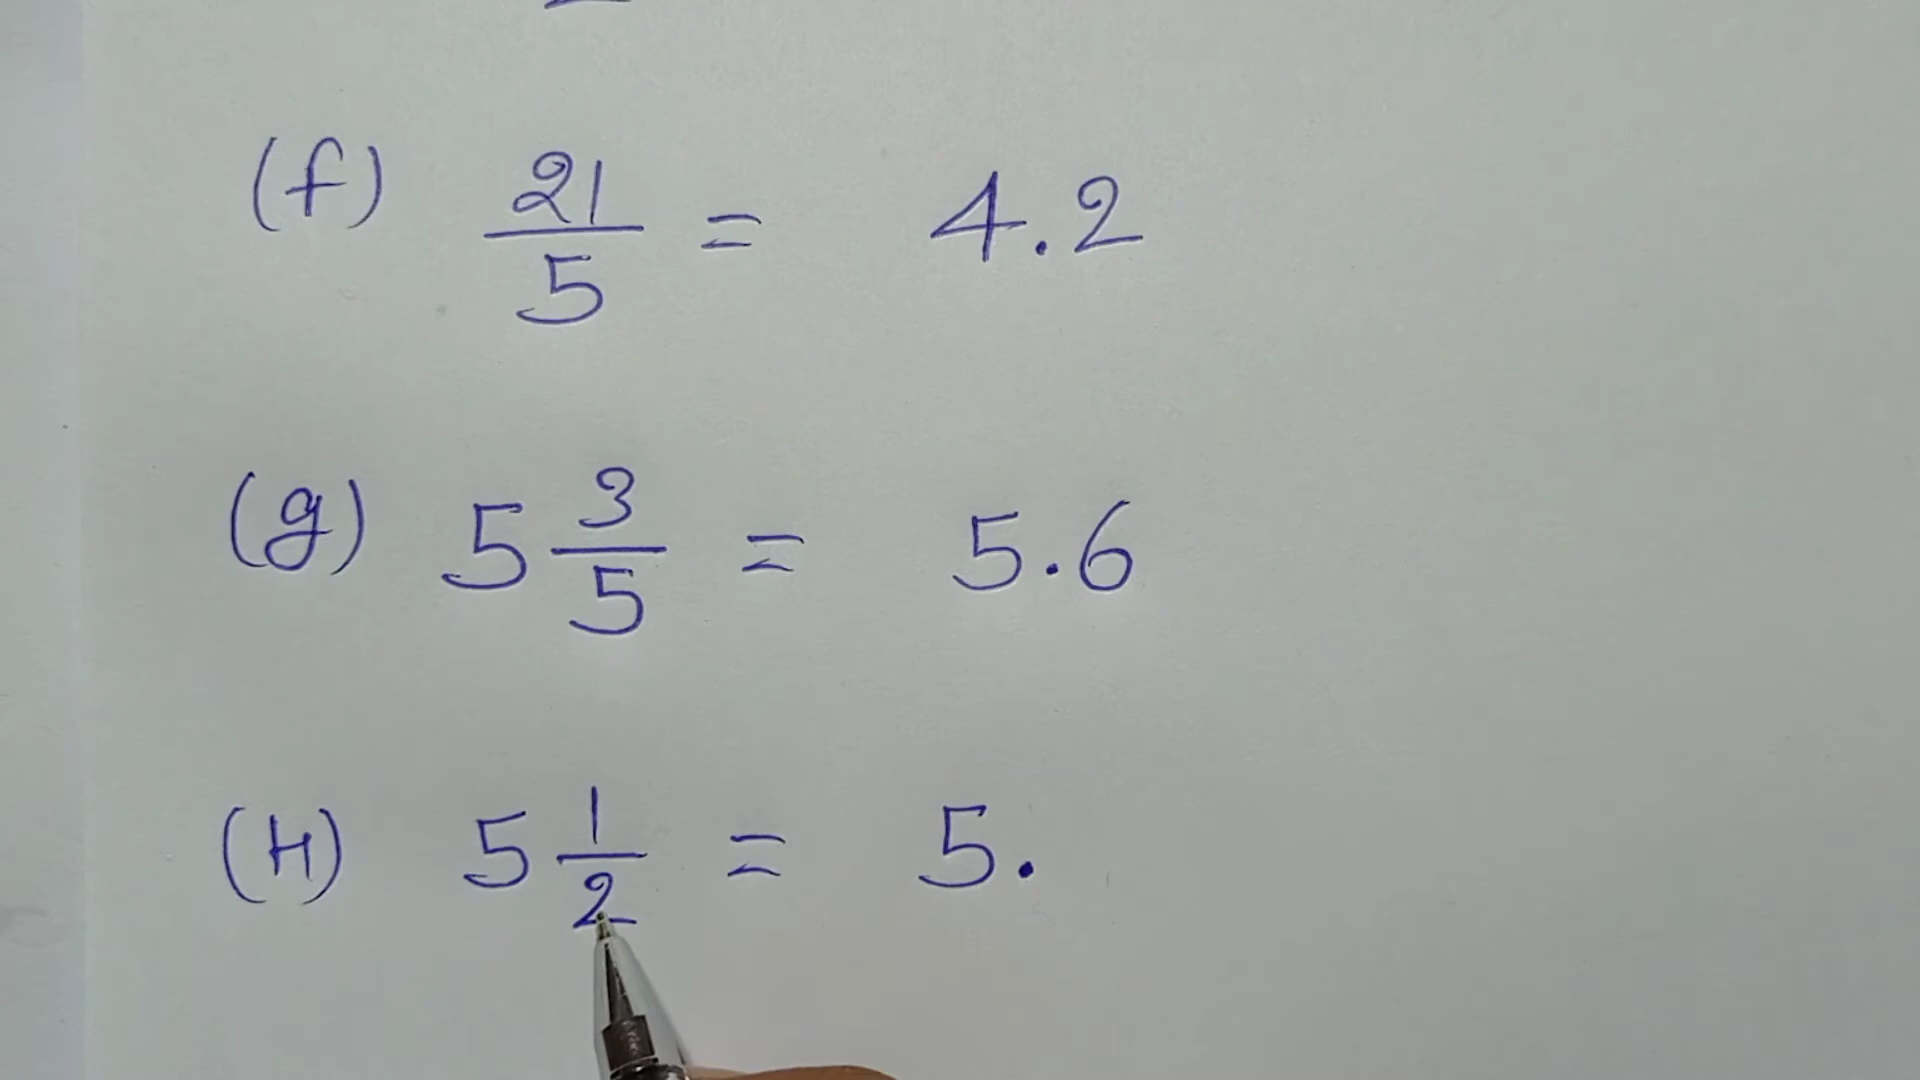 (f) 21/5 = 4.2
(g) 5 3/5 = 5.6
(H) 5 1/2 = 5.